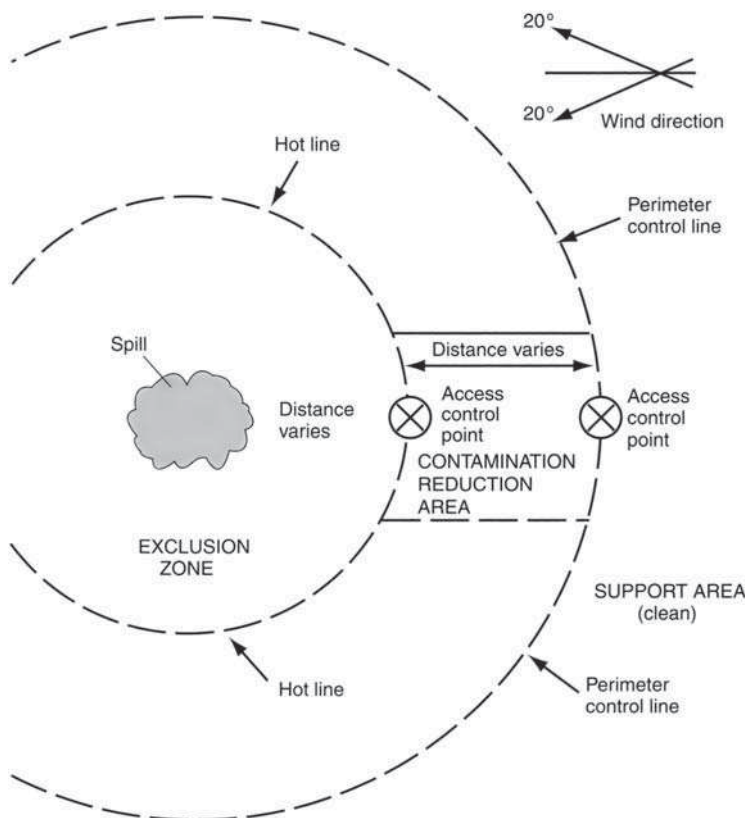 20°
20°
Wind direction
Hot line
Perimeter
control line
Spill
Distance varies
Distance
varies
Access
control
point
Access
control
point
CONTAMINATION
REDUCTION
AREA
EXCLUSION
ZONE
SUPPORT AREA
(clean)
Hot line
Perimeter
control line